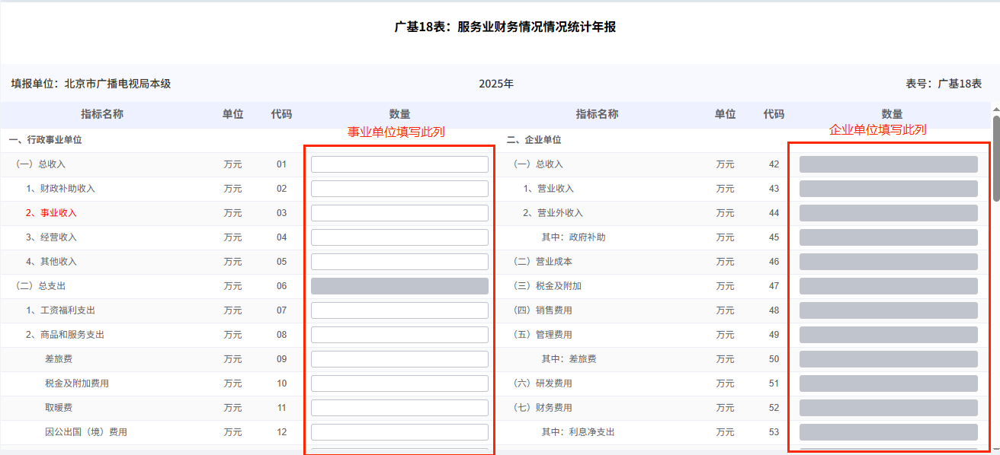 广基18表：服务业财务情况情况统计年报
填报单位：北京市广播电视局本级 2025年 表号：广基18表
指标名称 单位 代码 数量 指标名称 单位 代码 数量
事业单位填写此列 企业单位填写此列
一、行政事业单位 二、企业单位
（一）总收入 万元 01 （一）总收入 万元 42
1、财政补助收入 万元 02 1、营业收入 万元 43
2、事业收入 万元 03 2、营业外收入 万元 44
3、经营收入 万元 04 其中：政府补助 万元 45
4、其他收入 万元 05 （二）营业成本 万元 46
（二）总支出 万元 06 （三）税金及附加 万元 47
1、工资福利支出 万元 07 （四）销售费用 万元 48
2、商品和服务支出 万元 08 （五）管理费用 万元 49
差旅费 万元 09 其中：差旅费 万元 50
税金及附加费用 万元 10 （六）研发费用 万元 51
取暖费 万元 11 （七）财务费用 万元 52
因公出国（境）费用 万元 12 其中：利息净支出 万元 53